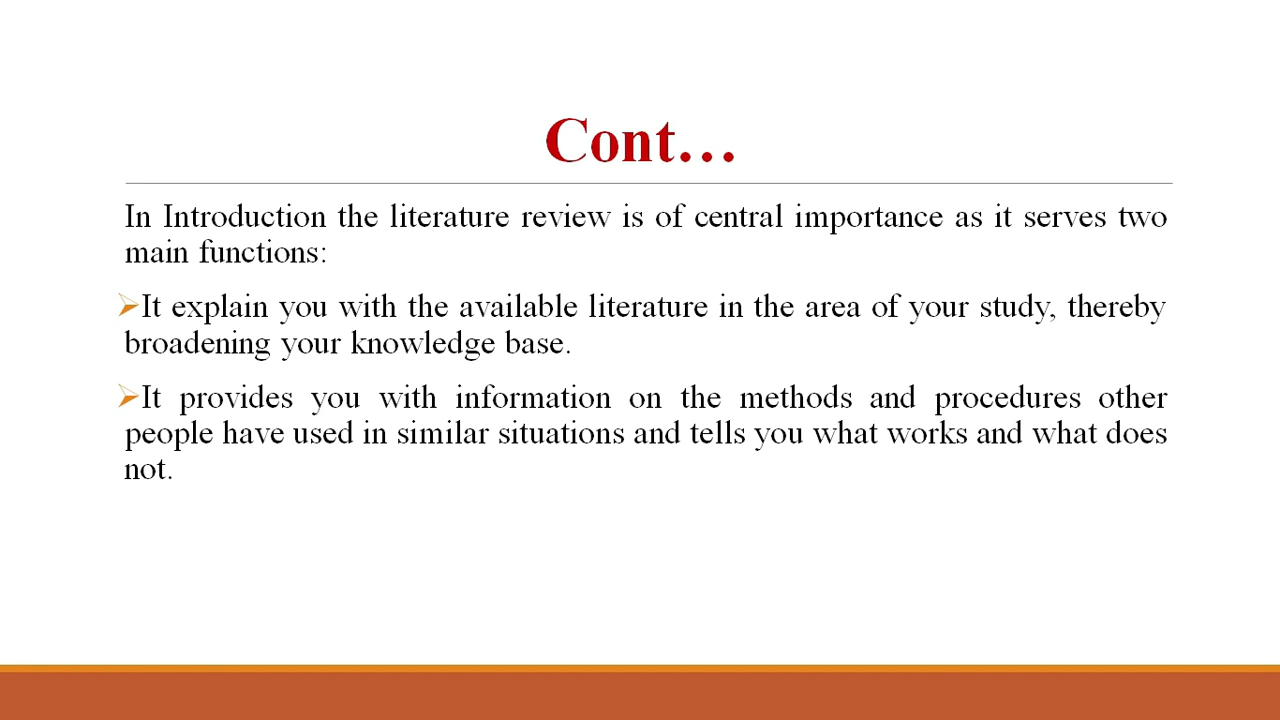 Cont…
In Introduction the literature review is of central importance as it serves two
main functions:
➢It explain you with the available literature in the area of your study, thereby
broadening your knowledge base.
➢It provides you with information on the methods and procedures other
people have used in similar situations and tells you what works and what does
not.